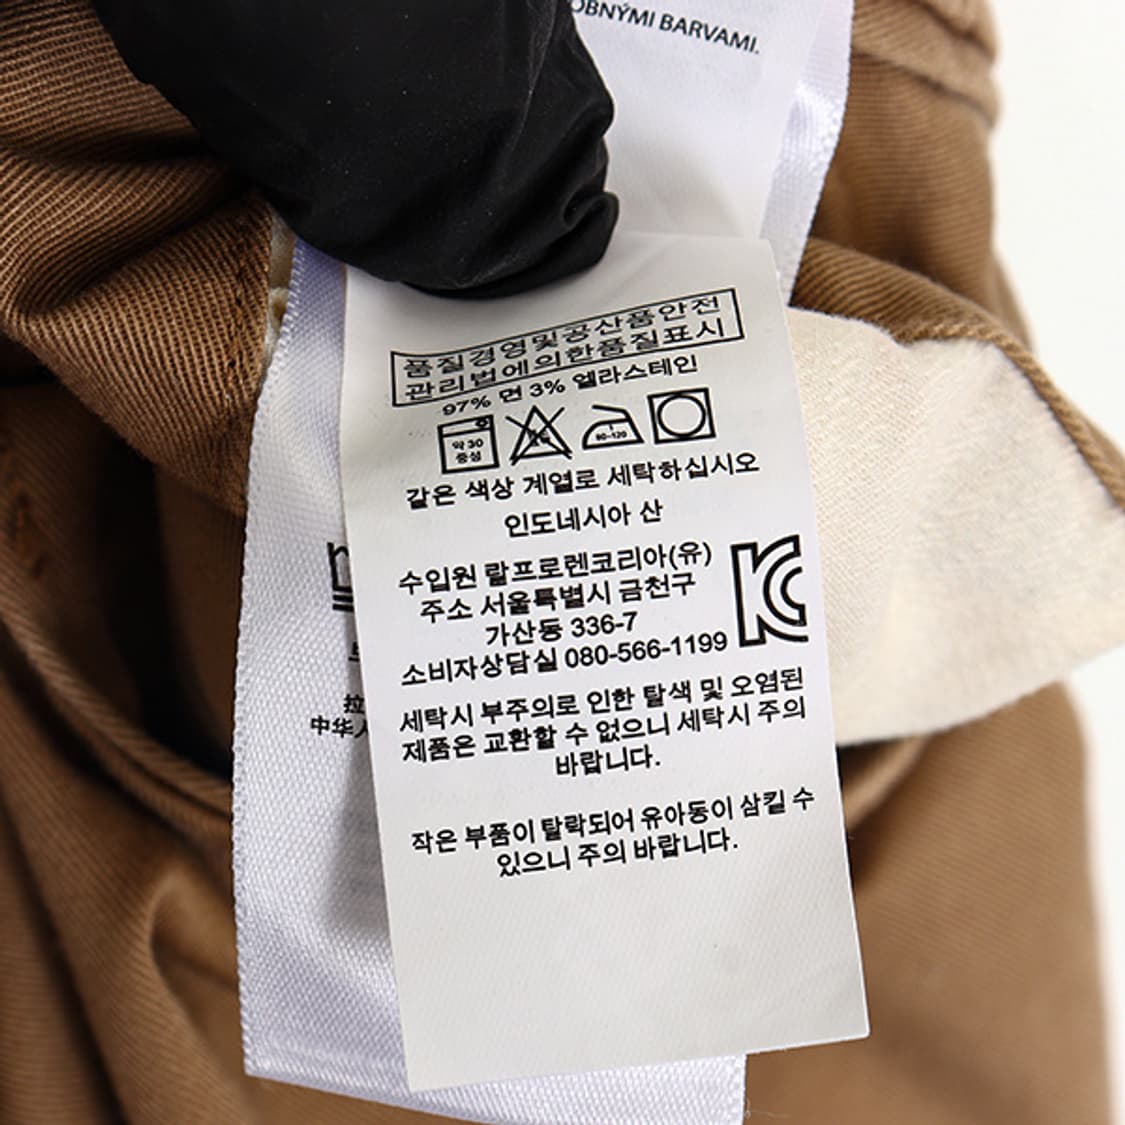 OBNÝMI BARVAMI.
품질경영및공산품안전
관리법에의한품질표시
97% 면 3% 엘라스테인
약 30
중성
80~120
같은 색상 계열로 세탁하십시오
인도네시아 산
수입원 랄프로렌코리아(유)
주소 서울특별시 금천구
가산동 336-7
소비자상담실 080-566-1199
KC
세탁시 부주의로 인한 탈색 및 오염된
제품은 교환할 수 없으니 세탁시 주의
바랍니다.
작은 부품이 탈락되어 유아동이 삼킬 수
있으니 주의 바랍니다.
拉
中华人